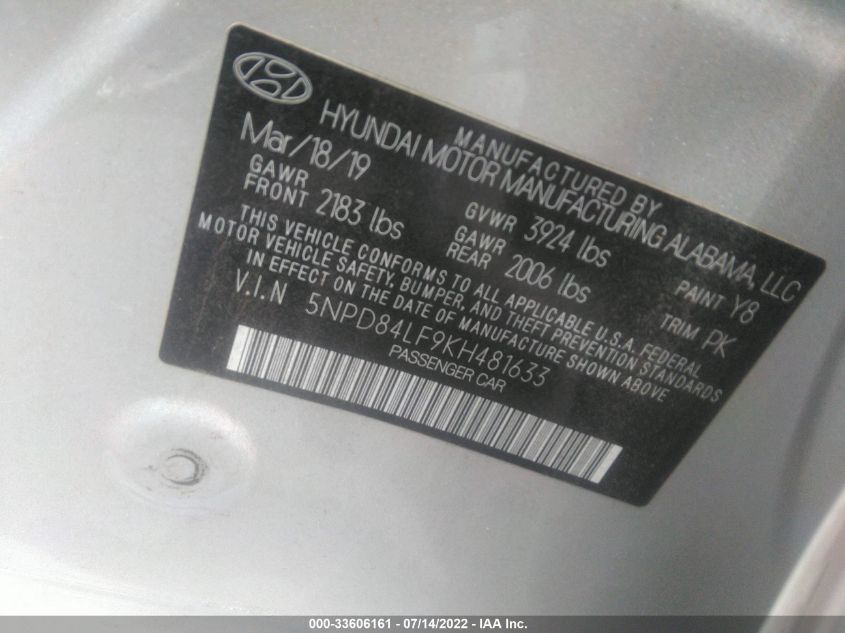 MANUFACTURED BY
HYUNDAI MOTOR MANUFACTURING ALABAMA, LLC
Mar/18/19 GVWR 3924 lbs PAINT Y8
GAWR FRONT 2183 lbs GAWR REAR 2006 lbs TRIM PK
THIS VEHICLE CONFORMS TO ALL APPLICABLE U.S.A. FEDERAL
MOTOR VEHICLE SAFETY, BUMPER, AND THEFT PREVENTION STANDARDS
IN EFFECT ON THE DATE OF MANUFACTURE SHOWN ABOVE
V.I.N 5NPD84LF9KH481633
PASSENGER CAR
000-33606161 - 07/14/2022 - IAA Inc.